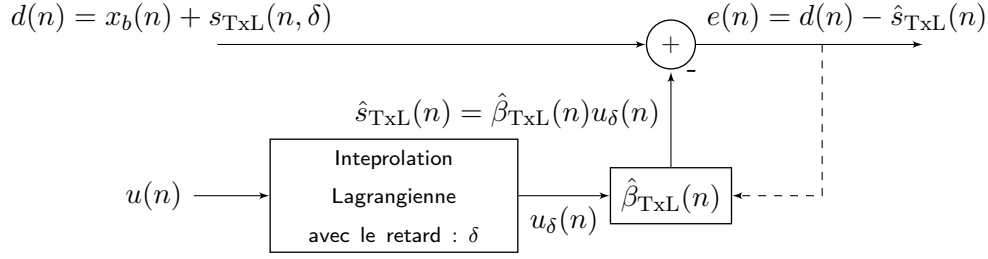 d(n) = x_b(n) + s_TxL(n, δ)
e(n) = d(n) − ŝ_TxL(n)
+
-
ŝ_TxL(n) = β̂_TxL(n)u_δ(n)
Inteprolation
Lagrangienne
avec le retard : δ
u(n)
u_δ(n)
β̂_TxL(n)